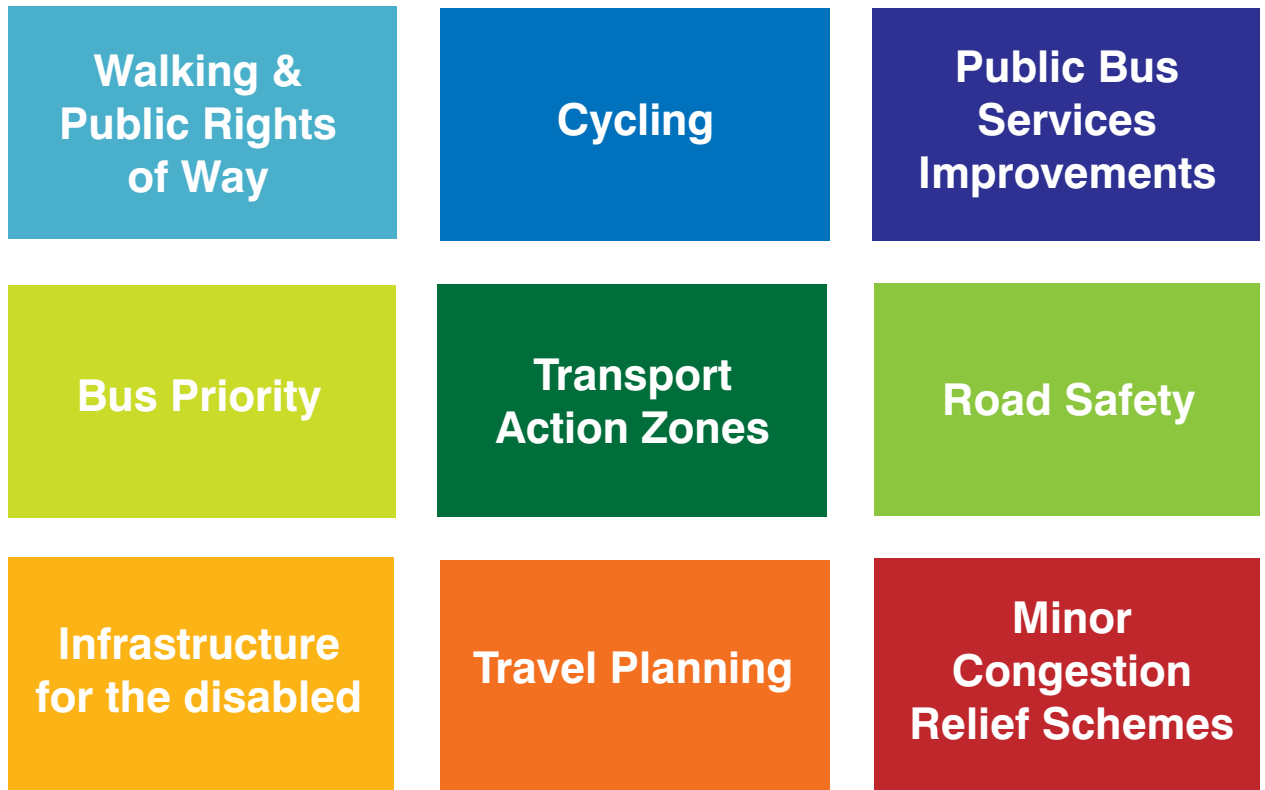 Walking &
Public Rights
of Way
Cycling
Public Bus
Services
Improvements
Bus Priority
Transport
Action Zones
Road Safety
Infrastructure
for the disabled
Travel Planning
Minor
Congestion
Relief Schemes